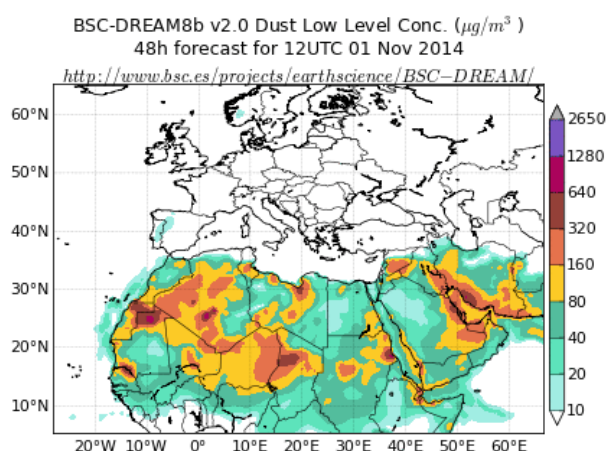 BSC-DREAM8b v2.0 Dust Low Level Conc. (μg/m³ )
48h forecast for 12UTC 01 Nov 2014
http://www.bsc.es/projects/earthscience/BSC−DREAM/
60°N
50°N
40°N
30°N
20°N
10°N
20°W
10°W
0°
10°E
20°E
30°E
40°E
50°E
60°E
2650
1280
640
320
160
80
40
20
10